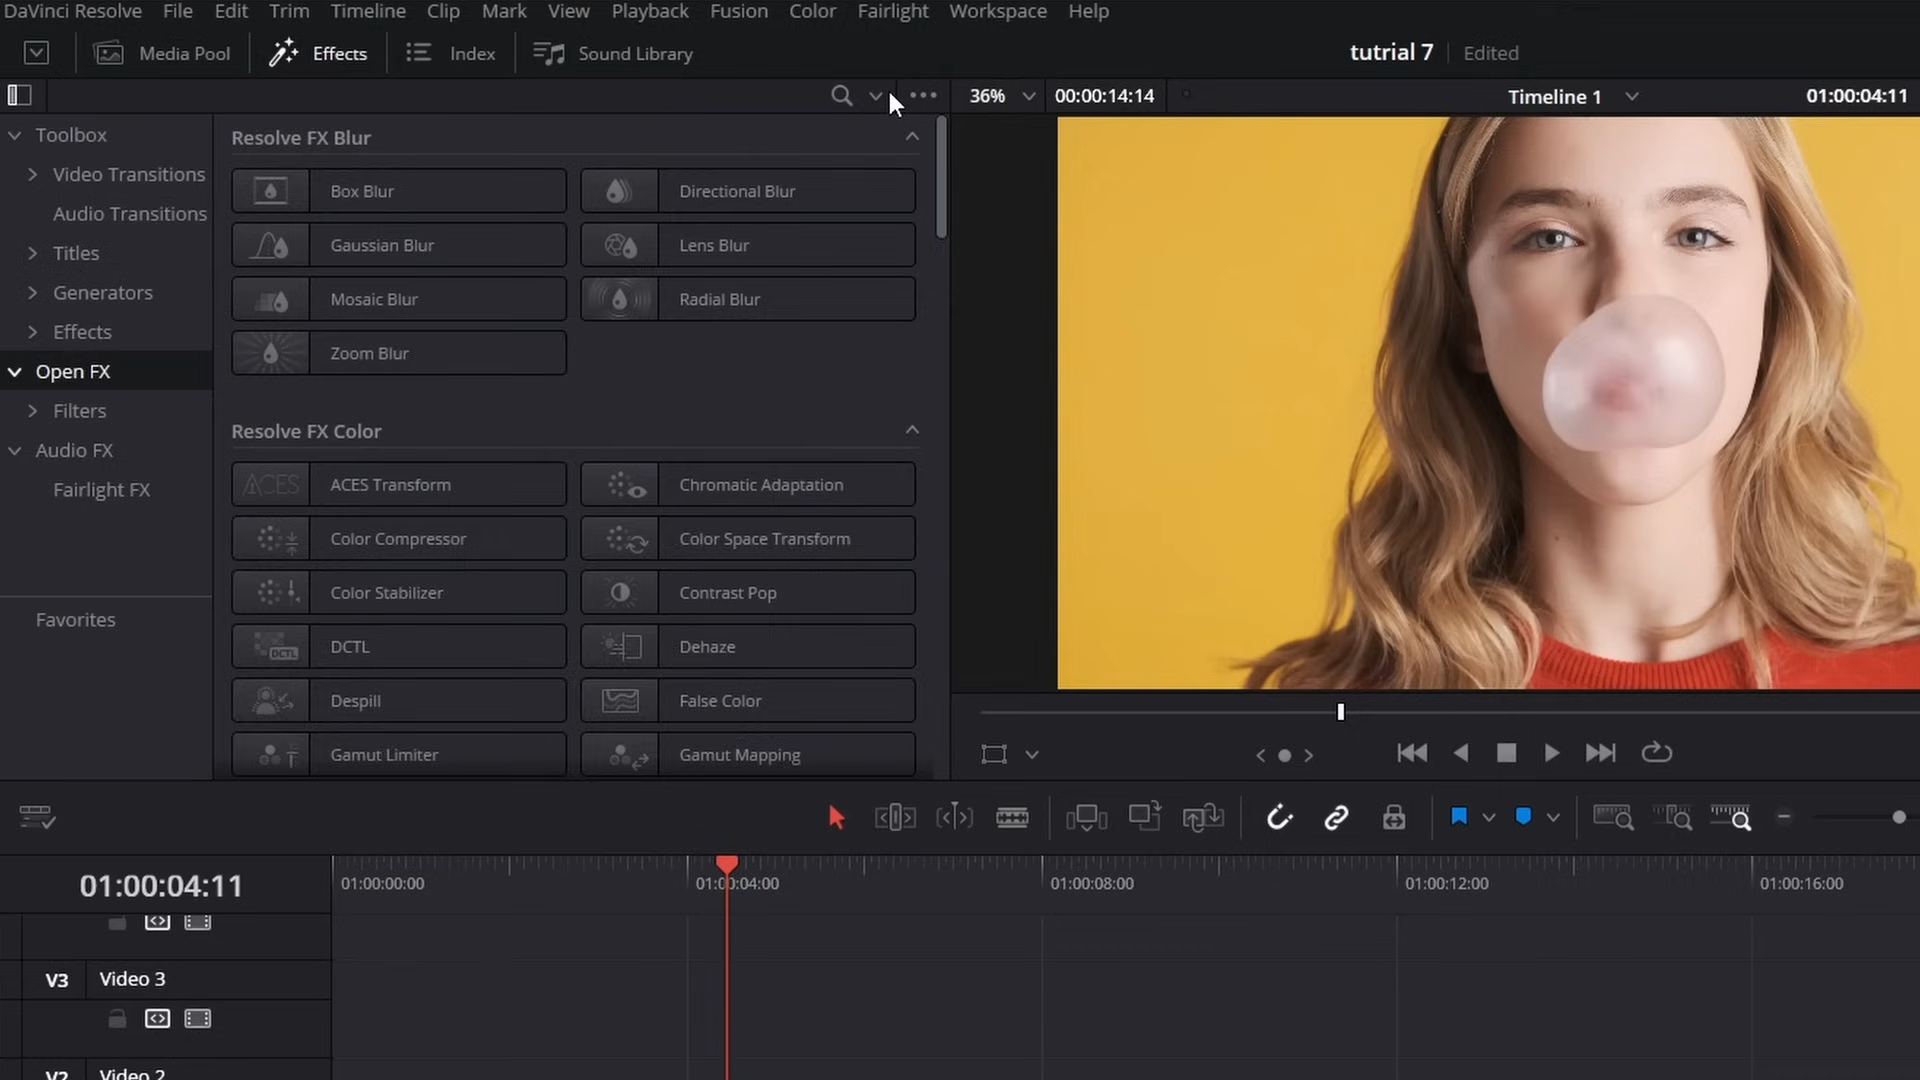 DaVinci Resolve File Edit Trim Timeline Clip Mark View Playback Fusion Color Fairlight Workspace Help
Media Pool Effects Index Sound Library tutrial 7 Edited
36% 00:00:14:14 Timeline 1 01:00:04:11
Toolbox
Video Transitions
Audio Transitions
Titles
Generators
Effects
Open FX
Filters
Audio FX
Fairlight FX
Favorites
Resolve FX Blur
Box Blur Directional Blur
Gaussian Blur Lens Blur
Mosaic Blur Radial Blur
Zoom Blur
Resolve FX Color
ACES ACES Transform Chromatic Adaptation
Color Compressor Color Space Transform
Color Stabilizer Contrast Pop
DCTL DCTL Dehaze
Despill False Color
Gamut Limiter Gamut Mapping
01:00:04:11 01:00:00:00 01:00:04:00 01:00:08:00 01:00:12:00 01:00:16:00
V3 Video 3
V2 Video 2